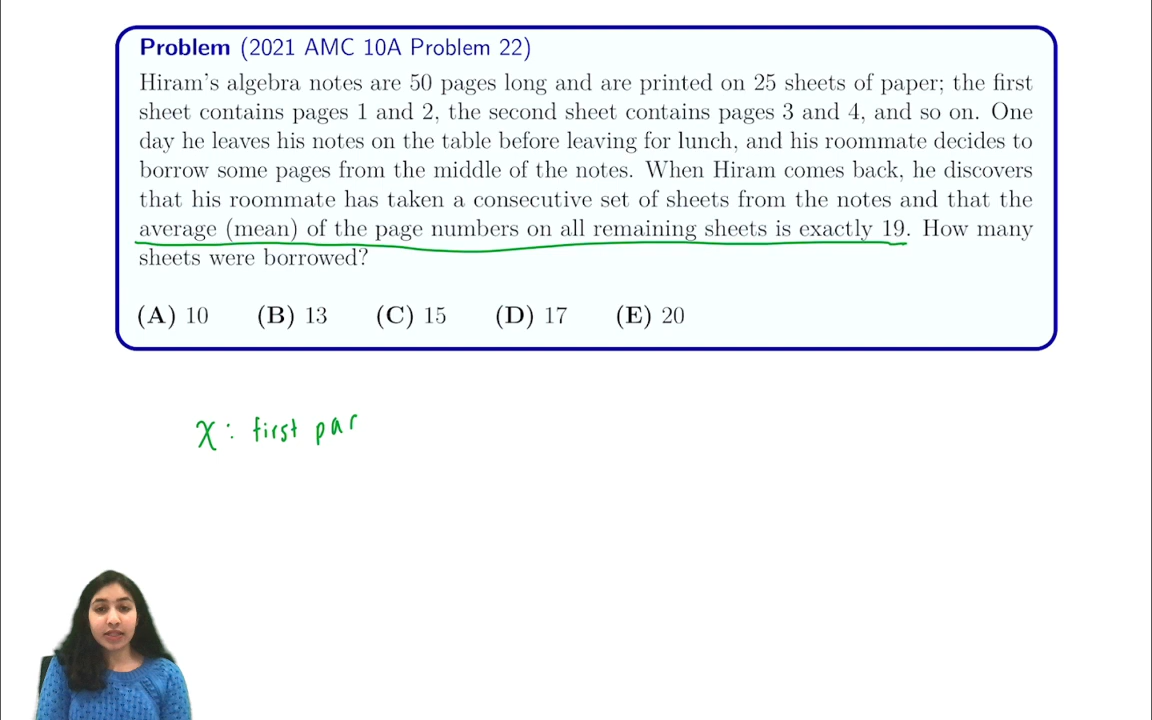 Problem (2021 AMC 10A Problem 22)
Hiram's algebra notes are 50 pages long and are printed on 25 sheets of paper; the first
sheet contains pages 1 and 2, the second sheet contains pages 3 and 4, and so on. One
day he leaves his notes on the table before leaving for lunch, and his roommate decides to
borrow some pages from the middle of the notes. When Hiram comes back, he discovers
that his roommate has taken a consecutive set of sheets from the notes and that the
average (mean) of the page numbers on all remaining sheets is exactly 19. How many
sheets were borrowed?
(A) 10 (B) 13 (C) 15 (D) 17 (E) 20
x: first par